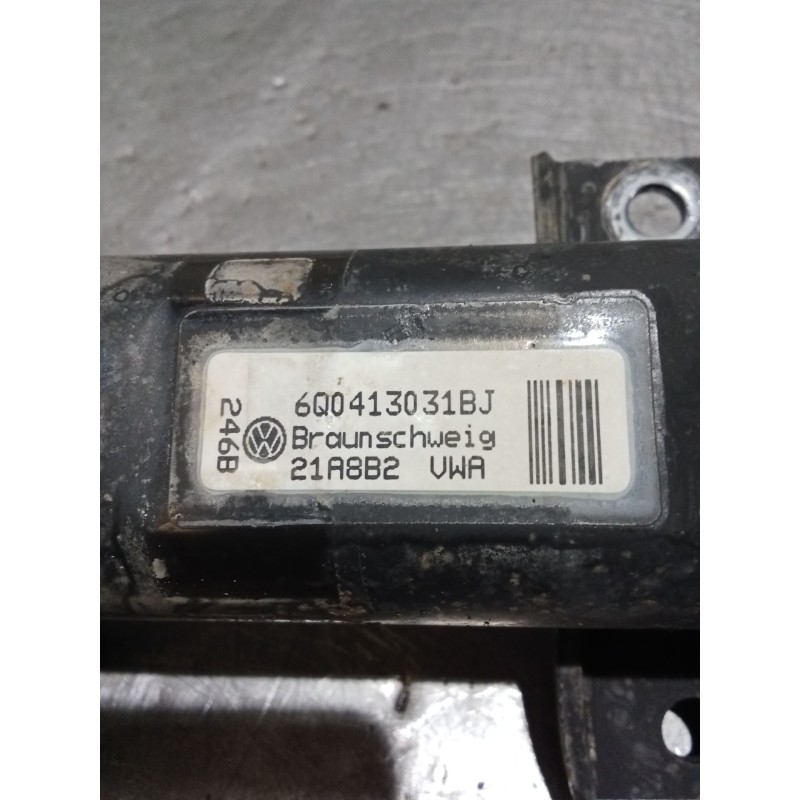 246B
6Q0413031BJ
Braunschweig
21A8B2 VWA